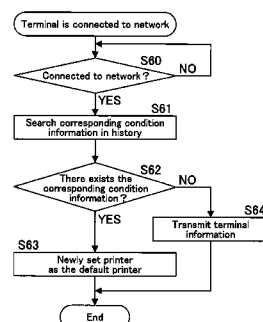 Terminal is connected to network
S60
Connected to network?
NO
YES
S61
Search corresponding condition
information in history
S62
There exists the
corresponding condition
information?
NO
YES
S64
Transmit terminal
information
S63
Newly set printer
as the default printer
End